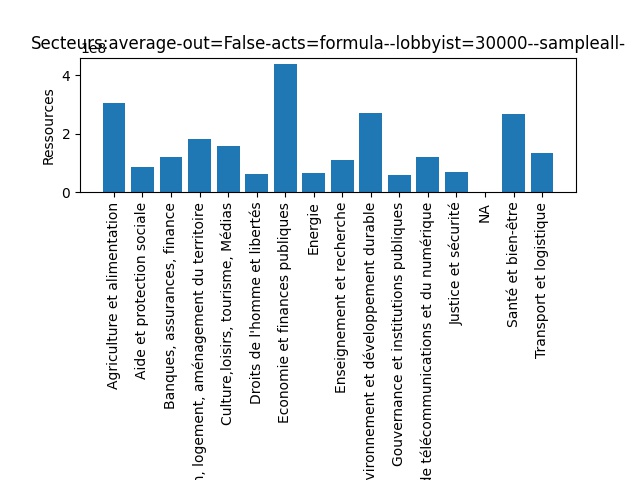 Secteurs:average-out=False-acts=formula--lobbyist=30000--sampleall-
1e8
Ressources
4
2
0
Agriculture et alimentation
Aide et protection sociale
Banques, assurances, finance
logement, aménagement du territoire
Culture,loisirs, tourisme, Médias
Droits de l'homme et libertés
Economie et finances publiques
Energie
Enseignement et recherche
vironnement et développement durable
Gouvernance et institutions publiques
de télécommunications et du numérique
Justice et sécurité
NA
Santé et bien-être
Transport et logistique